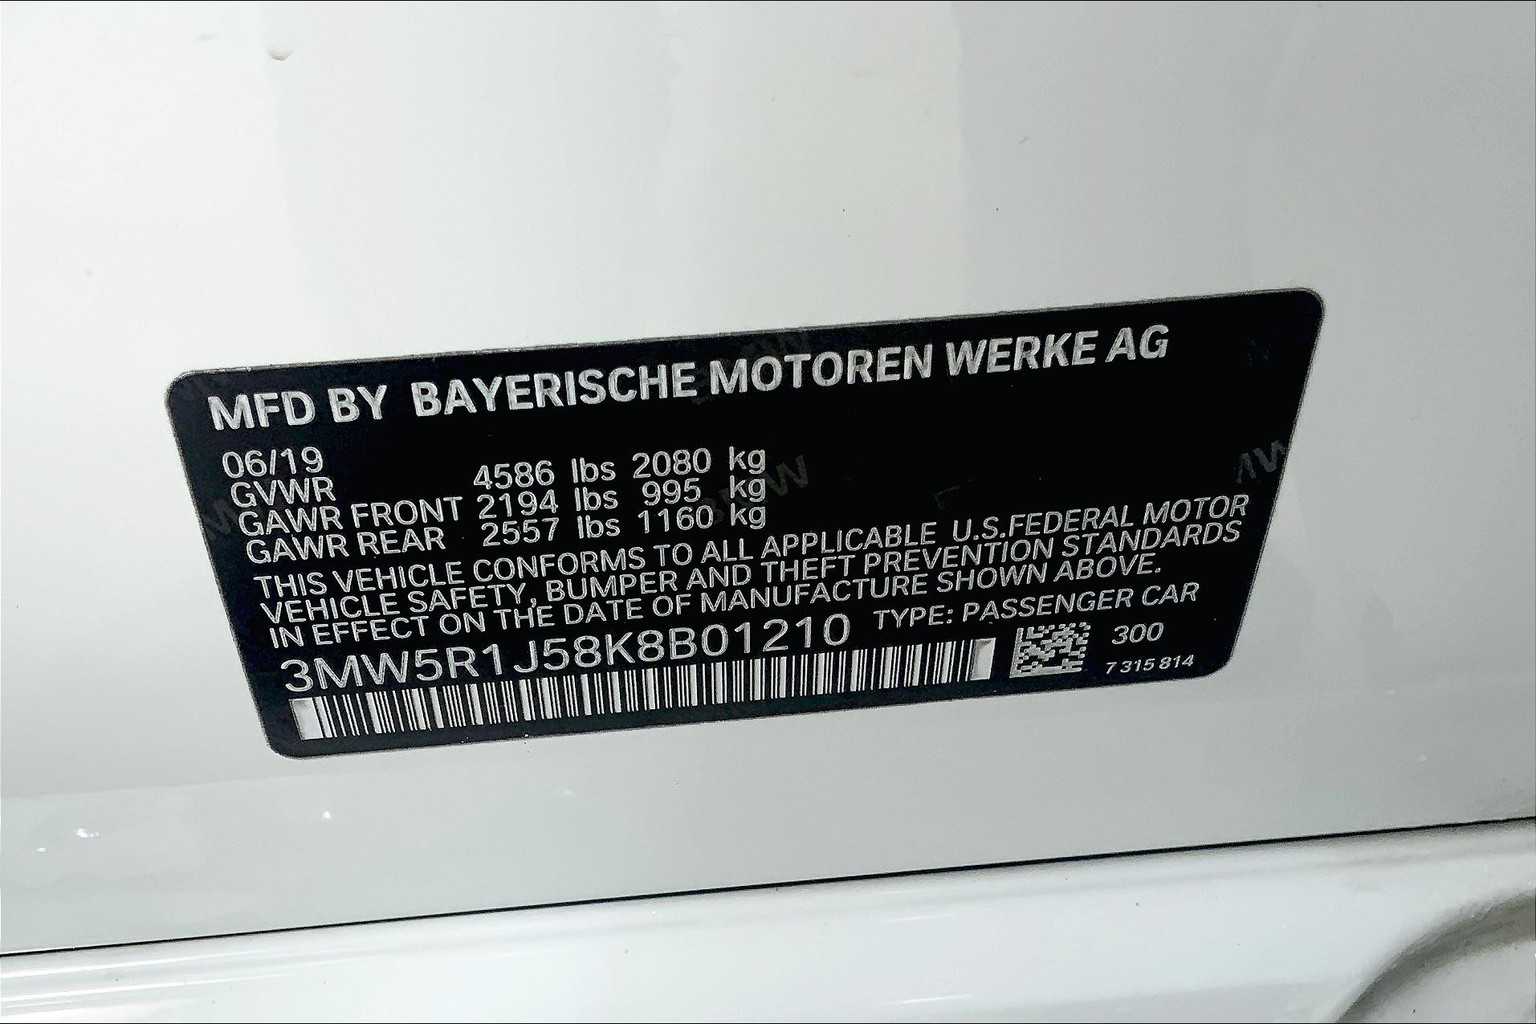 MFD BY BAYERISCHE MOTOREN WERKE AG
06/19
GVWR 4586 lbs 2080 kg
GAWR FRONT 2194 lbs 995 kg
GAWR REAR 2557 lbs 1160 kg
THIS VEHICLE CONFORMS TO ALL APPLICABLE U.S.FEDERAL MOTOR
VEHICLE SAFETY, BUMPER AND THEFT PREVENTION STANDARDS
IN EFFECT ON THE DATE OF MANUFACTURE SHOWN ABOVE.
3MW5R1J58K8B01210 TYPE: PASSENGER CAR
300
7 315 814